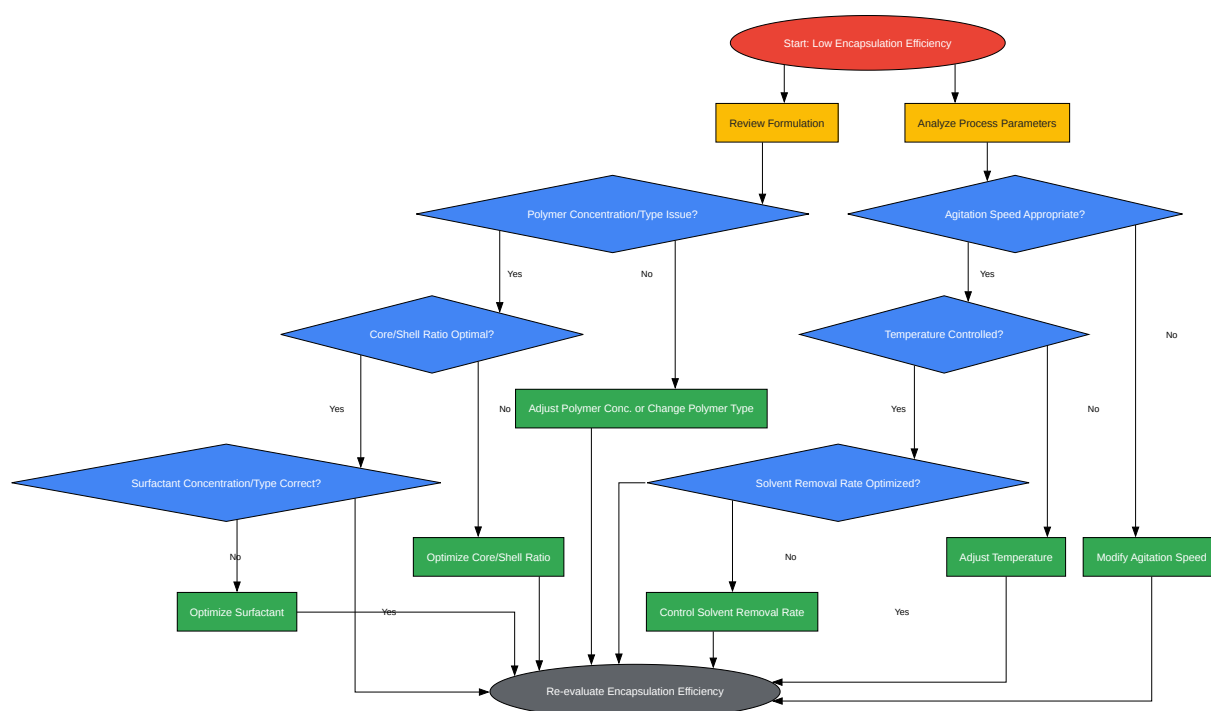 Start: Low Encapsulation Efficiency
Review Formulation
Analyze Process Parameters
Polymer Concentration/Type Issue?
Agitation Speed Appropriate?
Yes
No
Yes
Core/Shell Ratio Optimal?
Temperature Controlled?
No
Yes
No
Adjust Polymer Conc. or Change Polymer Type
Yes
No
Surfactant Concentration/Type Correct?
Solvent Removal Rate Optimized?
No
Optimize Core/Shell Ratio
No
Adjust Temperature
Modify Agitation Speed
Optimize Surfactant
Yes
Control Solvent Removal Rate
Yes
Re-evaluate Encapsulation Efficiency